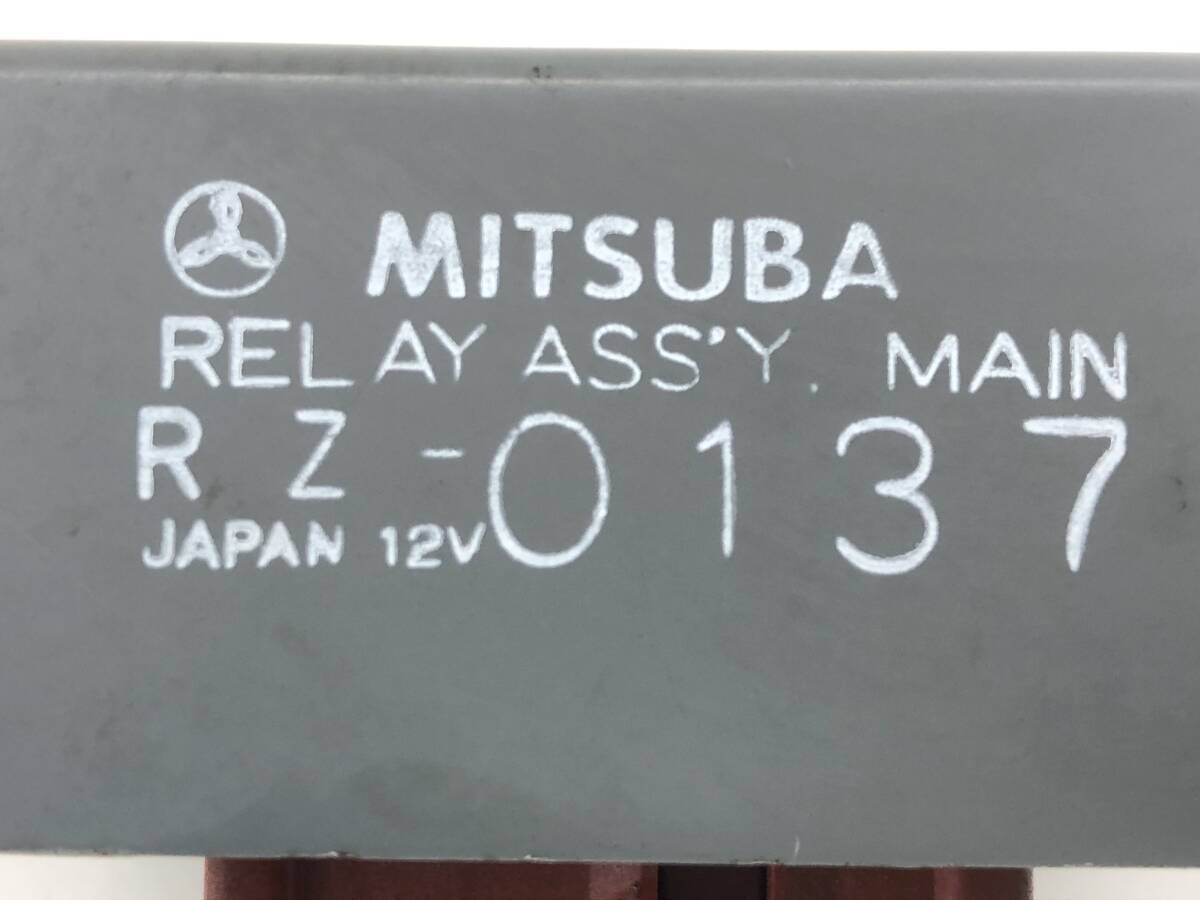 MITSUBA
RELAY ASS'Y. MAIN
RZ-0137
JAPAN 12V